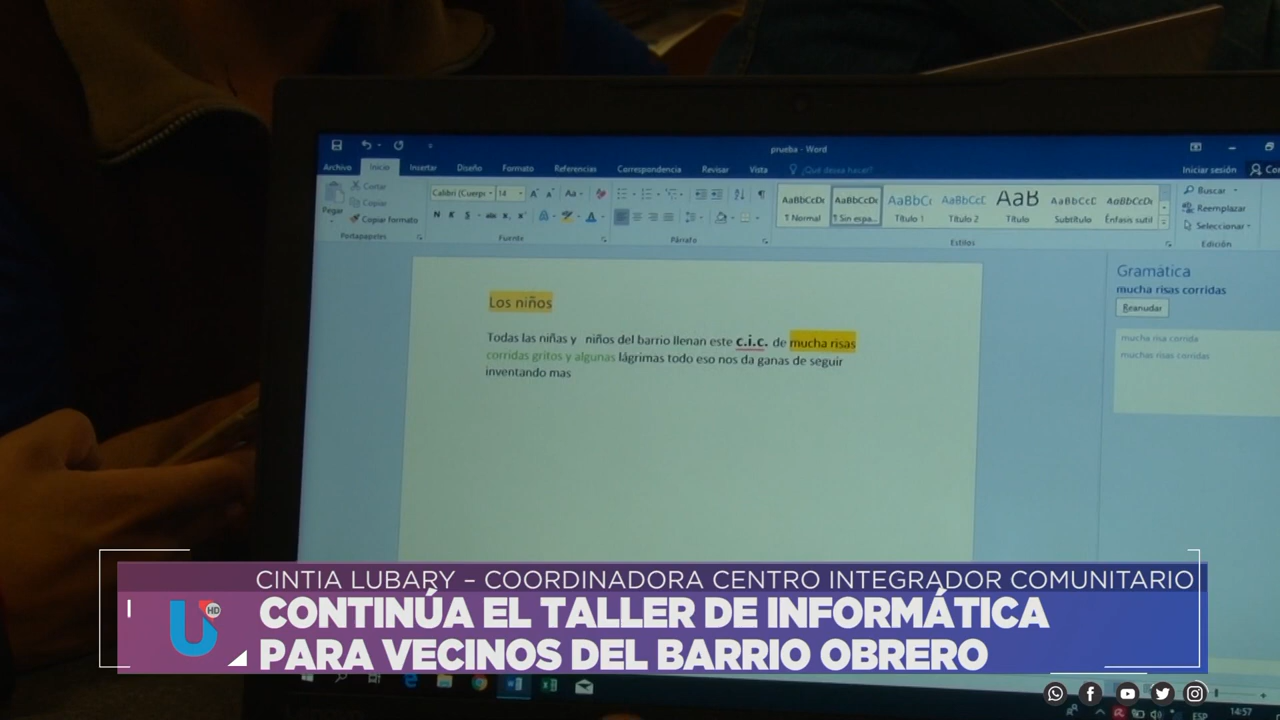 prueba - Word
Archivo Inicio Insertar Diseño Formato Referencias Correspondencia Revisar Vista ¿Qué desea hacer? Iniciar sesión
Pegar
Cortar
Copiar
Copiar formato
Portapapeles
Calibri (Cuerpo 14
N K S abc
Fuente
Párrafo
AaBbCcDc AaBbCcDc AaBbCc AaBbCcC AaB AaBbCcC AaBbCcDc
¶ Normal ¶ Sin espa... Título 1 Título 2 Título Subtítulo Énfasis sutil
Estilos
Buscar
Reemplazar
Seleccionar
Edición
Gramática
mucha risas corridas
Reanudar
mucha risa corrida
muchas risas corridas
Los niños
Todas las niñas y niños del barrio llenan este c.i.c. de mucha risas
corridas gritos y algunas lágrimas todo eso nos da ganas de seguir
inventando mas
CINTIA LUBARY – COORDINADORA CENTRO INTEGRADOR COMUNITARIO
U HD
CONTINÚA EL TALLER DE INFORMÁTICA
PARA VECINOS DEL BARRIO OBRERO
ESP
14:57